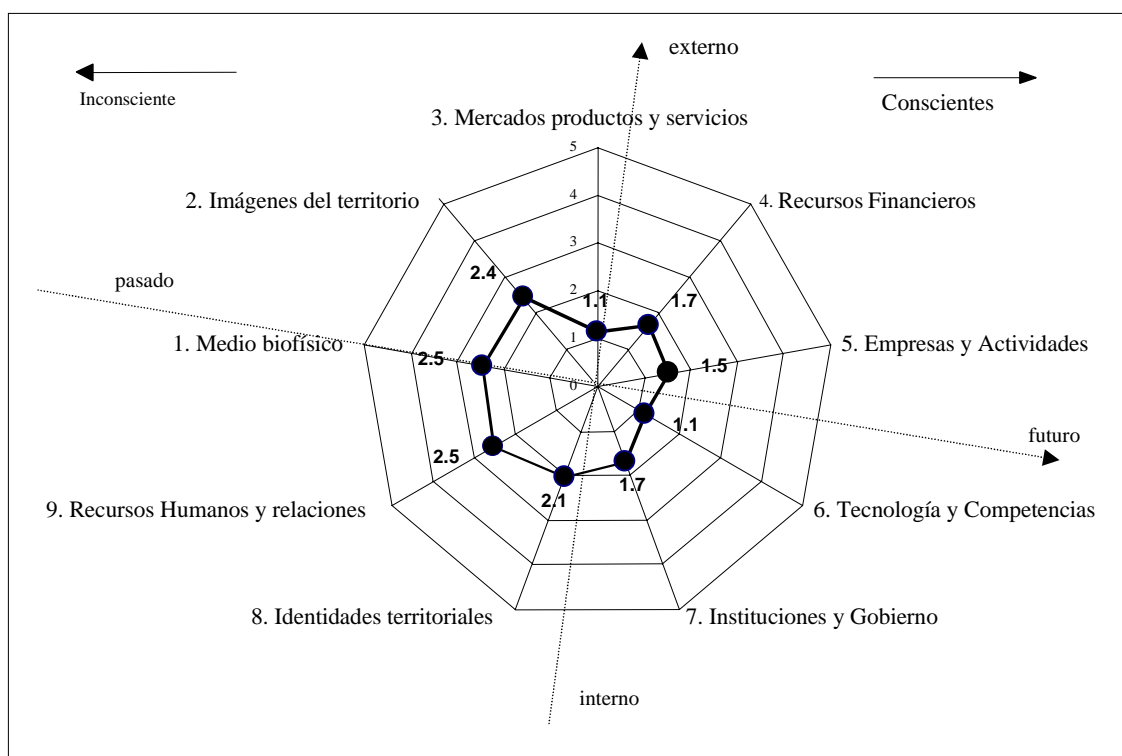 externo
Inconsciente
Conscientes
3. Mercados productos y servicios
5
2. Imágenes del territorio
4. Recursos Financieros
4
3
2.4
pasado
2
1.1
1.7
1. Medio biofísico
2.5
1
1.5
5. Empresas y Actividades
0
1.1
futuro
2.5
2.1
1.7
9. Recursos Humanos y relaciones
6. Tecnología y Competencias
8. Identidades territoriales
7. Instituciones y Gobierno
interno